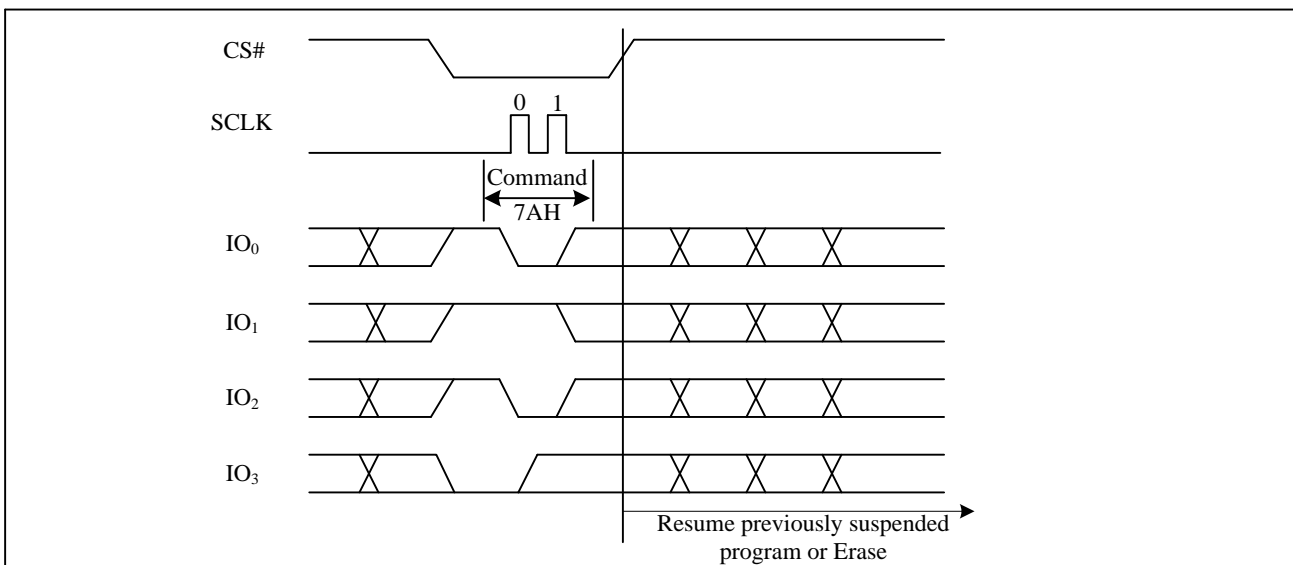 CS#
0 1
SCLK
Command
7AH
IO0
IO1
IO2
IO3
Resume previously suspended
program or Erase